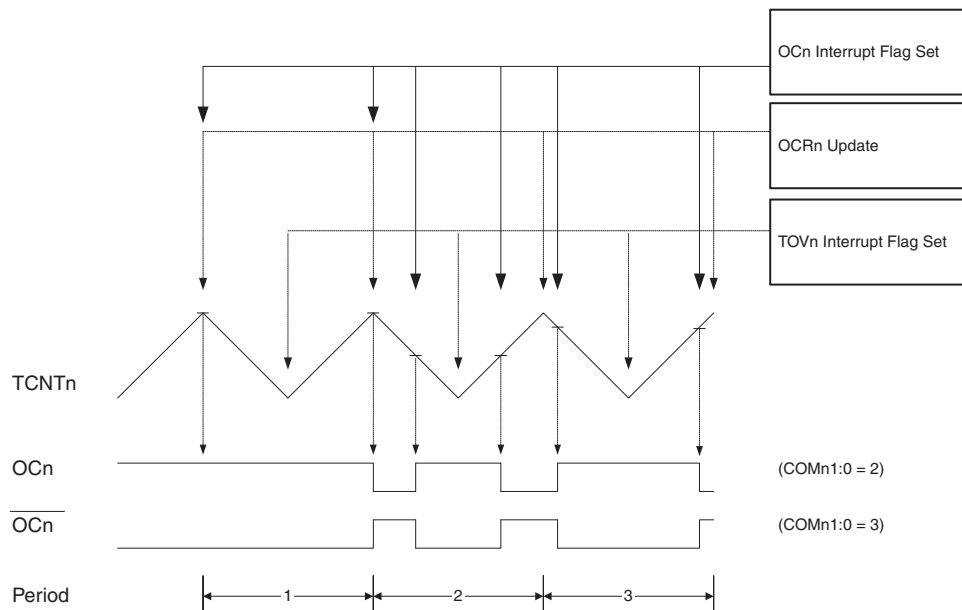 OCn Interrupt Flag Set
OCRn Update
TOVn Interrupt Flag Set
TCNTn
OCn (COMn1:0 = 2)
OCn (COMn1:0 = 3)
Period 1 2 3